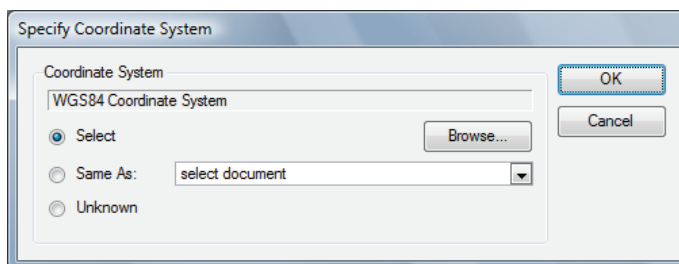 Specify Coordinate System
Coordinate System
WGS84 Coordinate System
Select
Browse...
Same As:
select document
Unknown
OK
Cancel